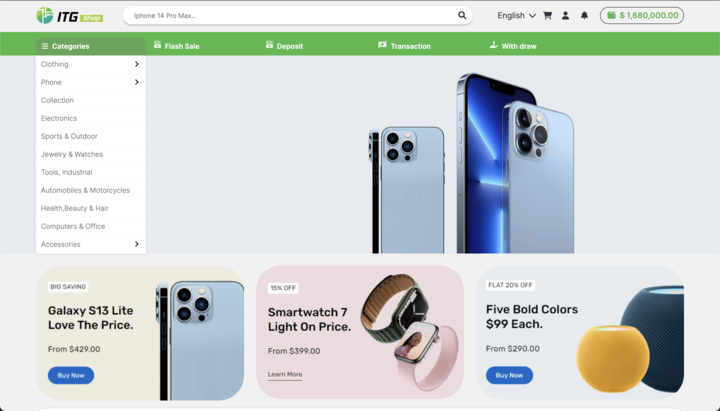 ITG Shop
Iphone 14 Pro Max...
English
$ 1,680,000.00
Categories
Flash Sale
Deposit
Transaction
With draw
Clothing
Phone
Collection
Electronics
Sports & Outdoor
Jewelry & Watches
Tools, Industrial
Automobiles & Motorcycles
Health,Beauty & Hair
Computers & Office
Accessories
BIG SAVING
Galaxy S13 Lite
Love The Price.
From $429.00
Buy Now
15% OFF
Smartwatch 7
Light On Price.
From $399.00
Learn More
FLAT 20% OFF
Five Bold Colors
$99 Each.
From $290.00
Buy Now